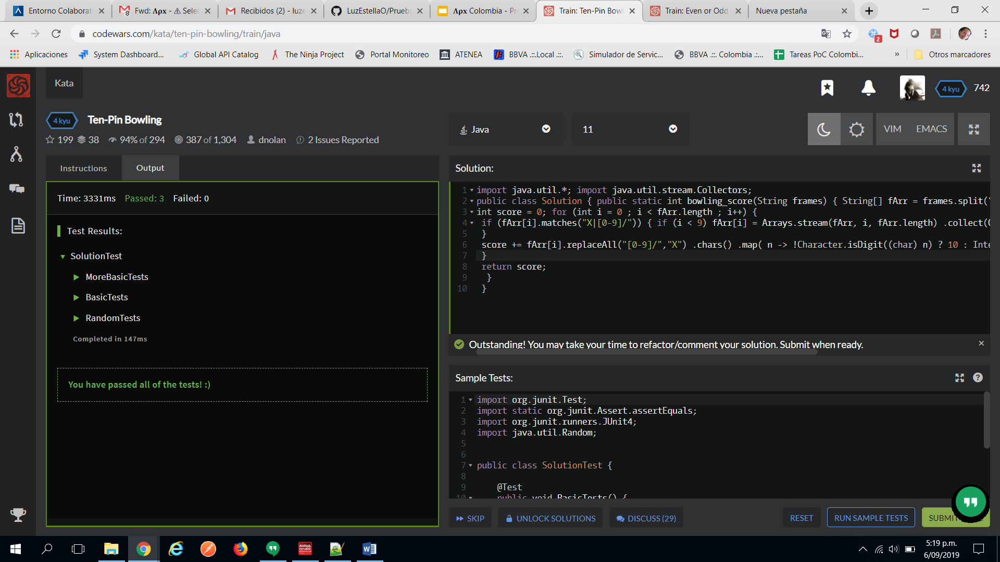 Entorno Colaborat
Fwd: Λρx - ⚠ Sele
Recibidos (2) - luze
LuzEstellaO/Prueba
Λρx Colombia - Pr
Train: Ten-Pin Bowl
Train: Even or Odd
Nueva pestaña
codewars.com/kata/ten-pin-bowling/train/java
2
Aplicaciones
System Dashboard...
Global API Catalog
The Ninja Project
Portal Monitoreo
ATENEA
BBVA .::.Local .::.
Simulador de Servic...
BBVA .::. Colombia .:...
Tareas PoC Colombi...
»
Otros marcadores
Kata
4 kyu
742
4 kyu
Ten-Pin Bowling
199
38
94% of 294
387 of 1,304
dnolan
2 Issues Reported
Java
11
VIM
EMACS
Instructions
Output
Time: 3331ms Passed: 3 Failed: 0
Test Results:
SolutionTest
MoreBasicTests
BasicTests
RandomTests
Completed in 147ms
You have passed all of the tests! :)
Solution:
1 import java.util.*; import java.util.stream.Collectors;
2 public class Solution { public static int bowling_score(String frames) { String[] fArr = frames.split("
3 int score = 0; for (int i = 0 ; i < fArr.length ; i++) {
4 if (fArr[i].matches("X|[0-9]/")) { if (i < 9) fArr[i] = Arrays.stream(fArr, i, fArr.length) .collect(C
5 }
6 score += fArr[i].replaceAll("[0-9]/","X") .chars() .map( n -> !Character.isDigit((char) n) ? 10 : Inte
7 }
8 return score;
9 }
10 }
Outstanding! You may take your time to refactor/comment your solution. Submit when ready.
Sample Tests:
1 import org.junit.Test;
2 import static org.junit.Assert.assertEquals;
3 import org.junit.runners.JUnit4;
4 import java.util.Random;
5
6
7 public class SolutionTest {
8
9 @Test
10 public void BasicTests() {
SKIP
UNLOCK SOLUTIONS
DISCUSS (29)
RESET
RUN SAMPLE TESTS
SUBMIT
5:19 p.m.
6/09/2019